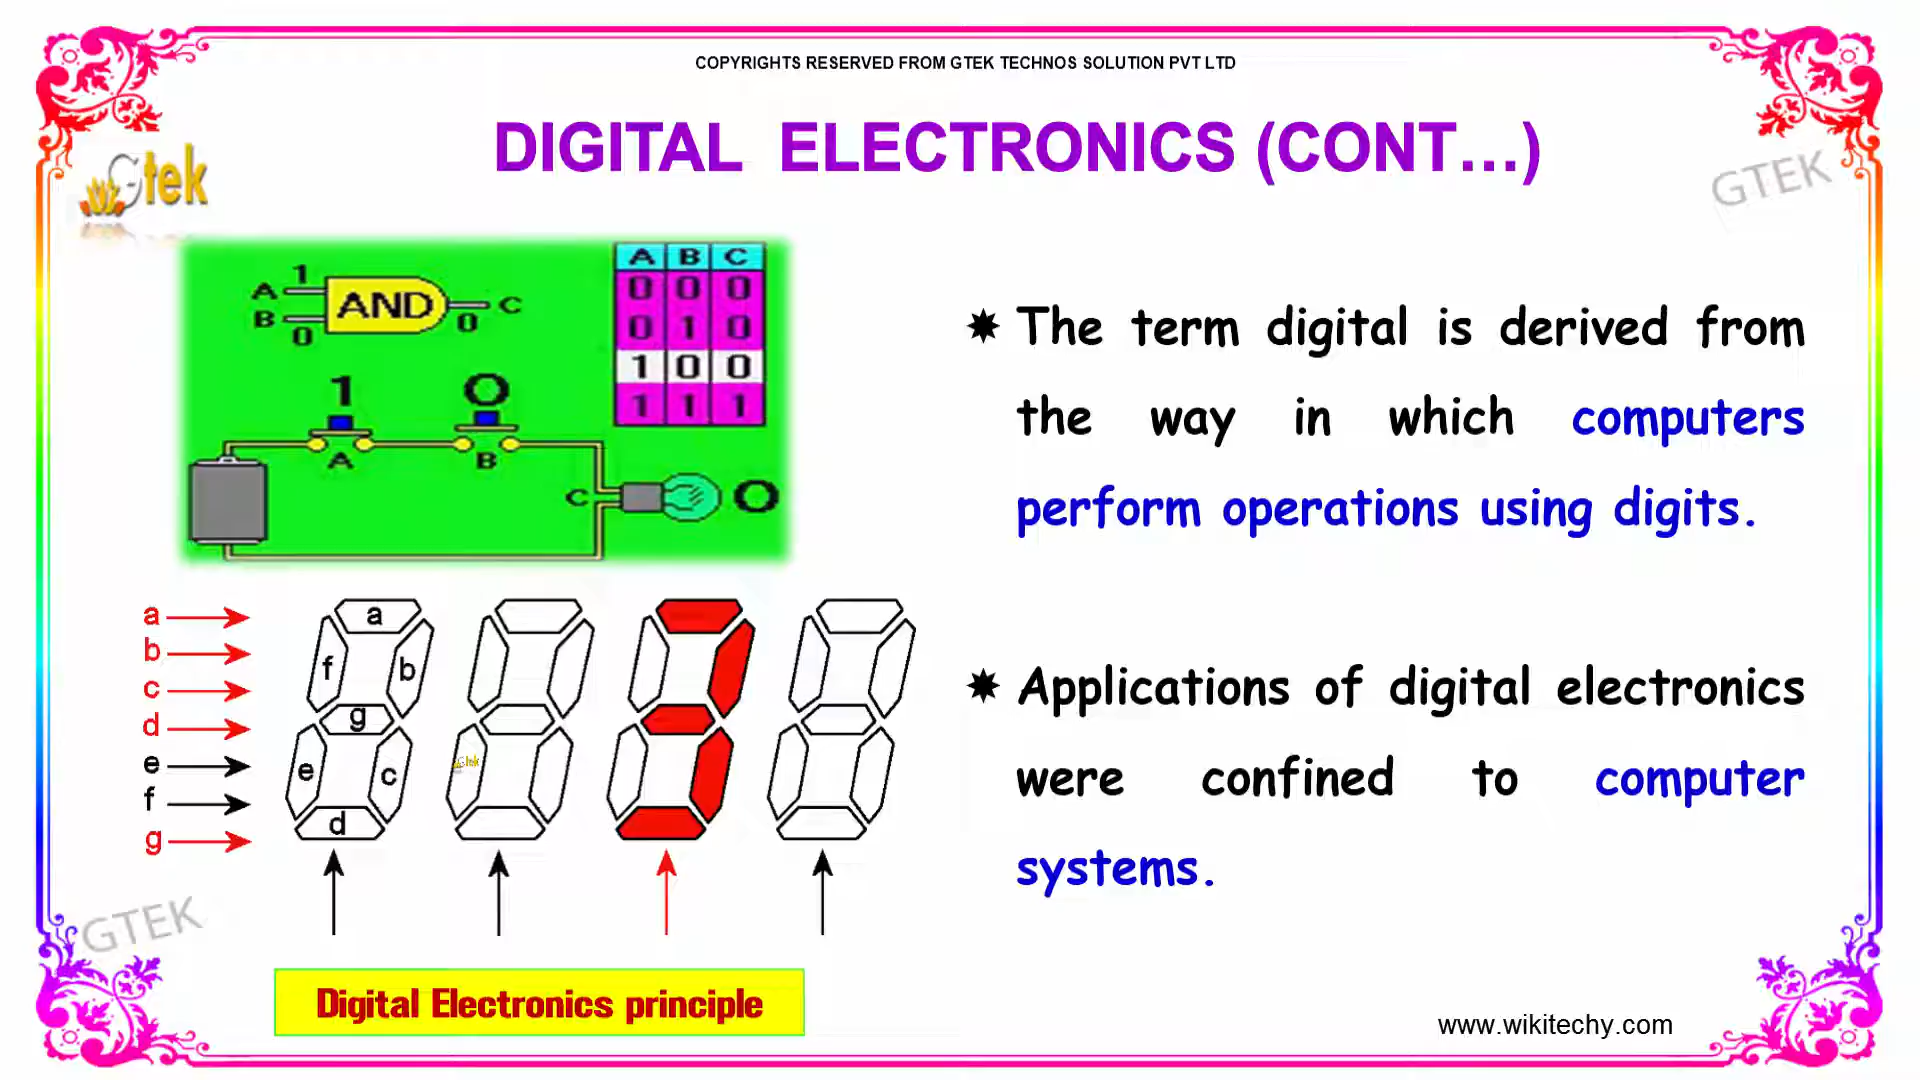 COPYRIGHTS RESERVED FROM GTEK TECHNOS SOLUTION PVT LTD
DIGITAL ELECTRONICS (CONT...)
Gtek
GTEK
A 1 AND C
B 0 0
A B C
0 0 0
0 1 0
1 0 0
1 1 1
1 0
A B
C 0
✷ The term digital is derived from
the way in which computers
perform operations using digits.
a
b
c
d
e
f
g
a
f b
g
e c
d
Gtek
✷ Applications of digital electronics
were confined to computer
systems.
GTEK
Digital Electronics principle
www.wikitechy.com